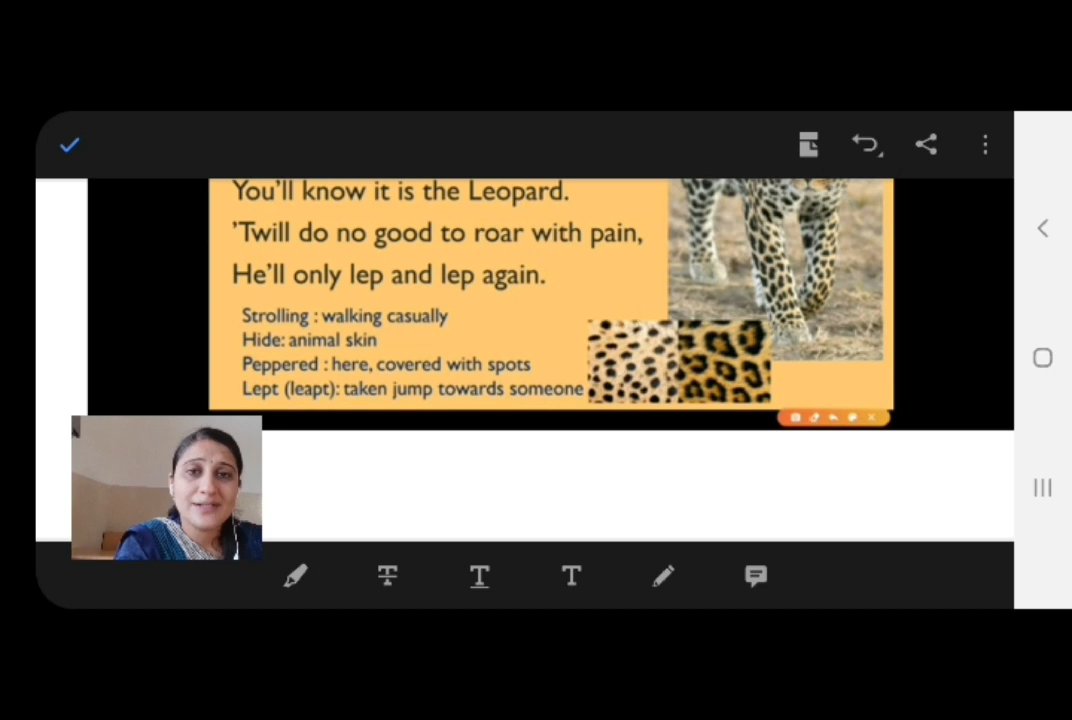 You'll know it is the Leopard.
'Twill do no good to roar with pain,
He'll only lep and lep again.
Strolling : walking casually
Hide: animal skin
Peppered : here, covered with spots
Lept (leapt): taken jump towards someone